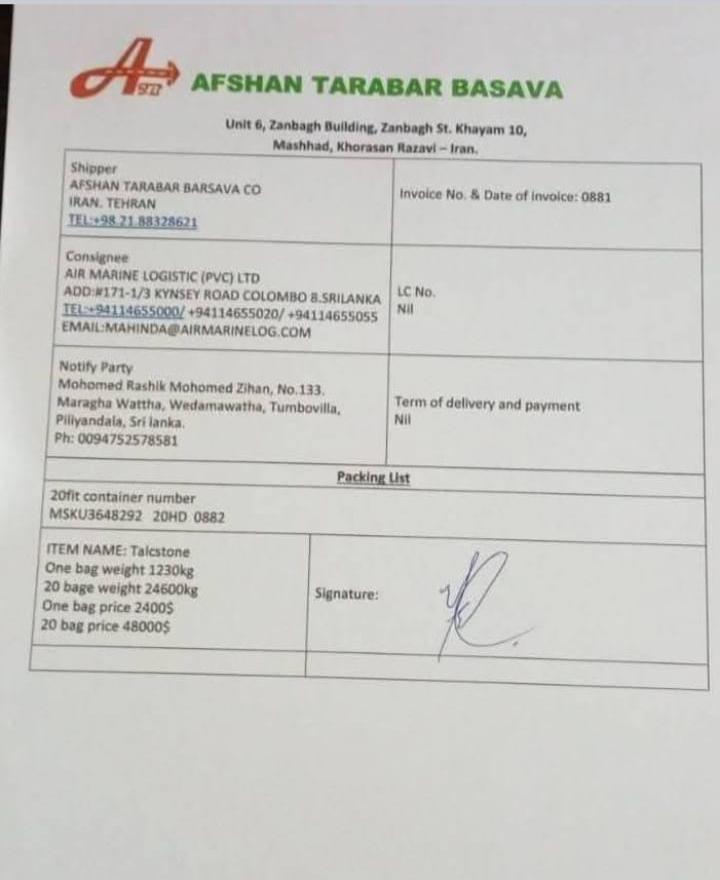 AFSHAN TARABAR BASAVA
Unit 6, Zanbagh Building, Zanbagh St. Khayam 10,
Mashhad, Khorasan Razavi – Iran.
Shipper
AFSHAN TARABAR BARSAVA CO
IRAN. TEHRAN
TEL:+98.21.88328621
Invoice No. & Date of invoice: 0881
Consignee
AIR MARINE LOGISTIC (PVC) LTD
ADD:#171-1/3 KYNSEY ROAD COLOMBO 8.SRILANKA
TEL:+94114655000/ +94114655020/ +94114655055
EMAIL:MAHINDA@AIRMARINELOG.COM
LC No.
Nil
Notify Party
Mohomed Rashik Mohomed Zihan, No.133.
Maragha Wattha, Wedamawatha, Tumbovilla,
Piliyandala, Sri lanka.
Ph: 0094752578581
Term of delivery and payment
Nil
Packing List
20fit container number
MSKU3648292 20HD 0882
ITEM NAME: Talcstone
One bag weight 1230kg
20 bage weight 24600kg
One bag price 2400$
20 bag price 48000$
Signature: